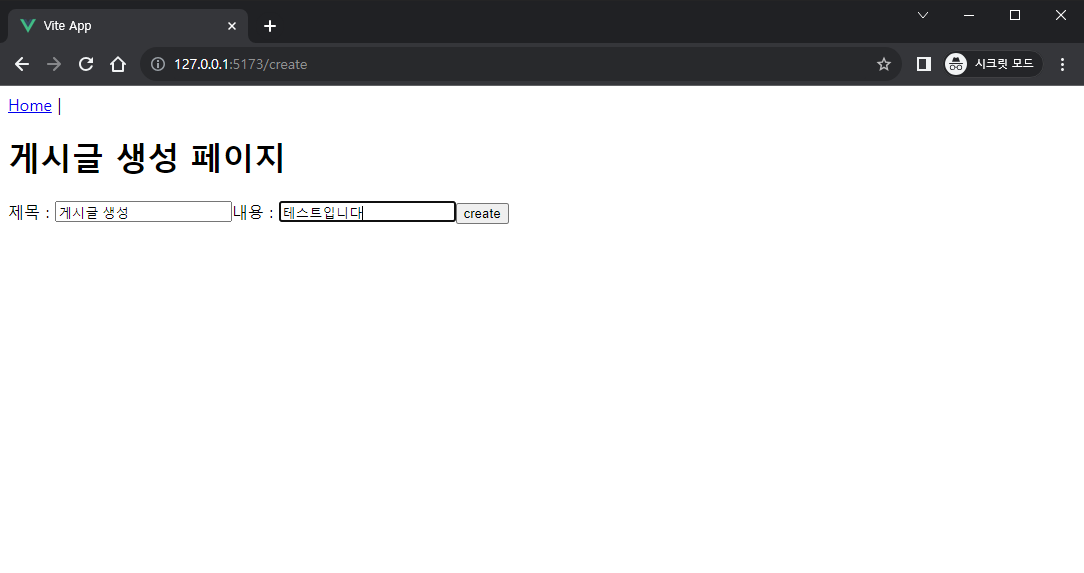 Vite App
127.0.0.1:5173/create
시크릿 모드
Home |
게시글 생성 페이지
제목 : 게시글 생성 내용 : 테스트입니다 create